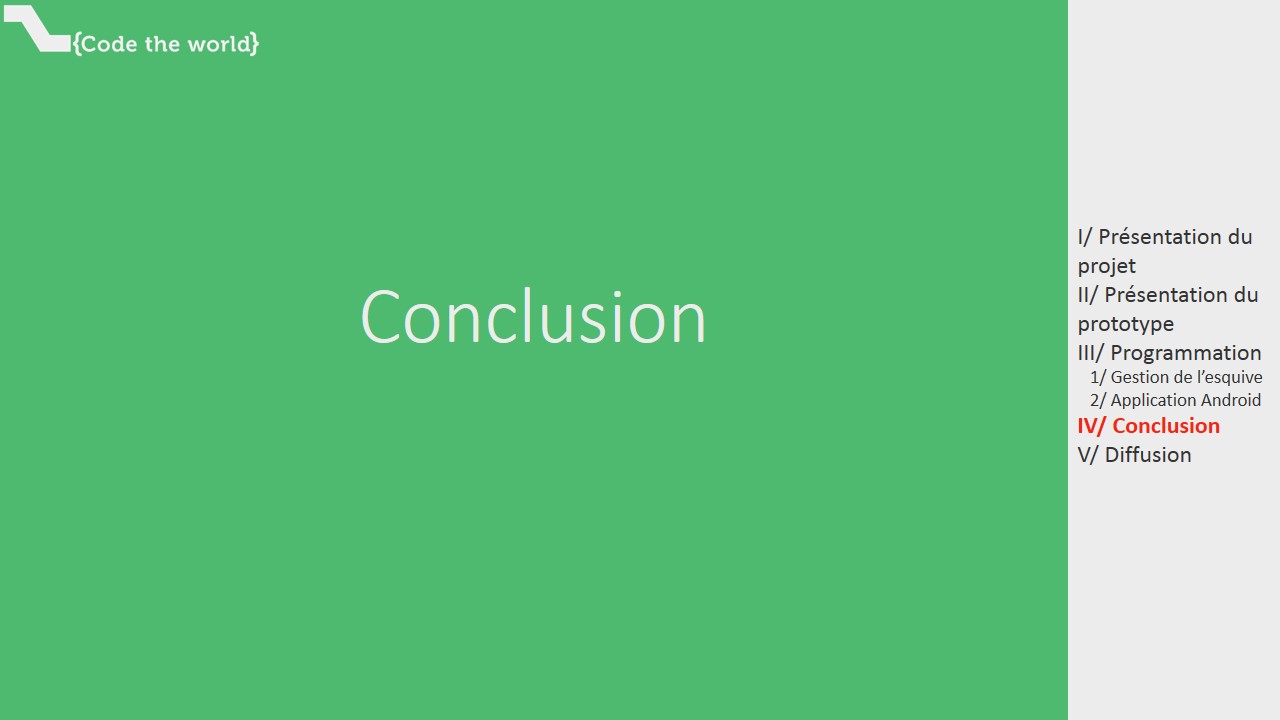 {Code the world}
Conclusion
I/ Présentation du
projet
II/ Présentation du
prototype
III/ Programmation
1/ Gestion de l’esquive
2/ Application Android
IV/ Conclusion
V/ Diffusion